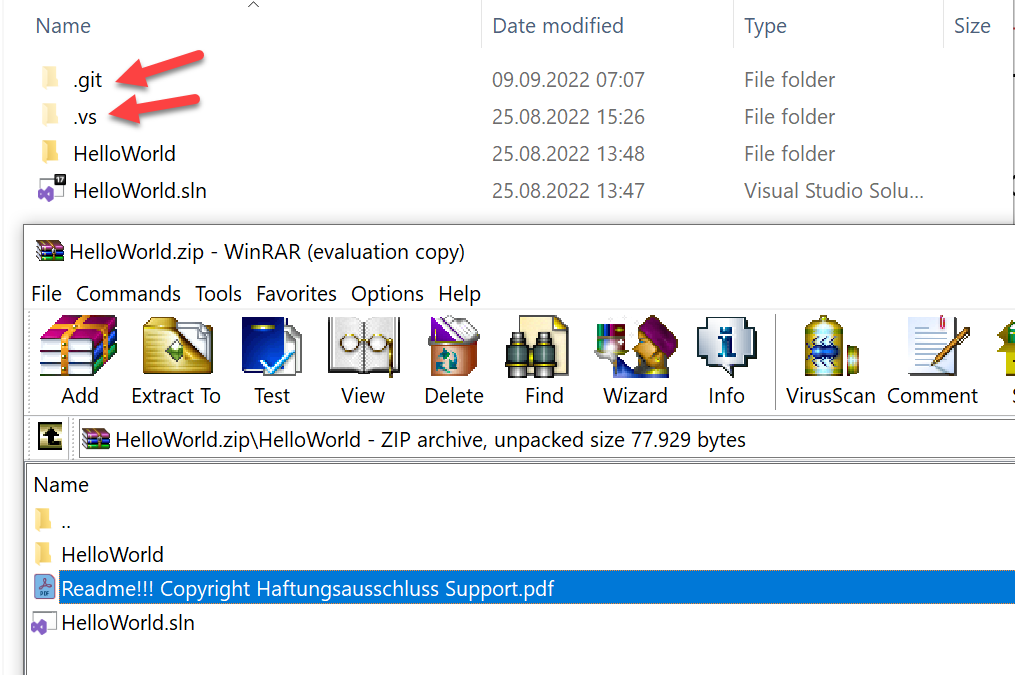 Name Date modified Type Size
.git 09.09.2022 07:07 File folder
.vs 25.08.2022 15:26 File folder
HelloWorld 25.08.2022 13:48 File folder
17
HelloWorld.sln 25.08.2022 13:47 Visual Studio Solu...
HelloWorld.zip - WinRAR (evaluation copy)
File Commands Tools Favorites Options Help
Add Extract To Test View Delete Find Wizard Info VirusScan Comment
HelloWorld.zip\HelloWorld - ZIP archive, unpacked size 77.929 bytes
Name
..
HelloWorld
Readme!!! Copyright Haftungsausschluss Support.pdf
HelloWorld.sln